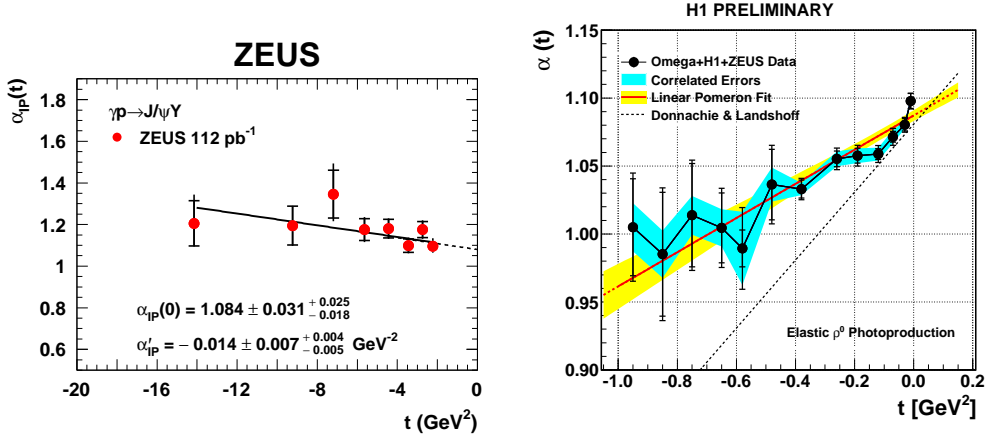 ZEUS
α_IP(t)
1.8
1.6
1.4
1.2
1
0.8
0.6
γp→J/ψY
ZEUS 112 pb⁻¹
α_IP(0) = 1.084 ± 0.031 + 0.025 − 0.018
α′_IP = − 0.014 ± 0.007 + 0.004 − 0.005 GeV⁻²
-20 -16 -12 -8 -4 0
t (GeV²)
H1 PRELIMINARY
α (t)
1.15
1.10
1.05
1.00
0.95
0.90
Omega+H1+ZEUS Data
Correlated Errors
Linear Pomeron Fit
Donnachie & Landshoff
Elastic ρ⁰ Photoproduction
-1.0 -0.8 -0.6 -0.4 -0.2 0.0 0.2
t [GeV²]